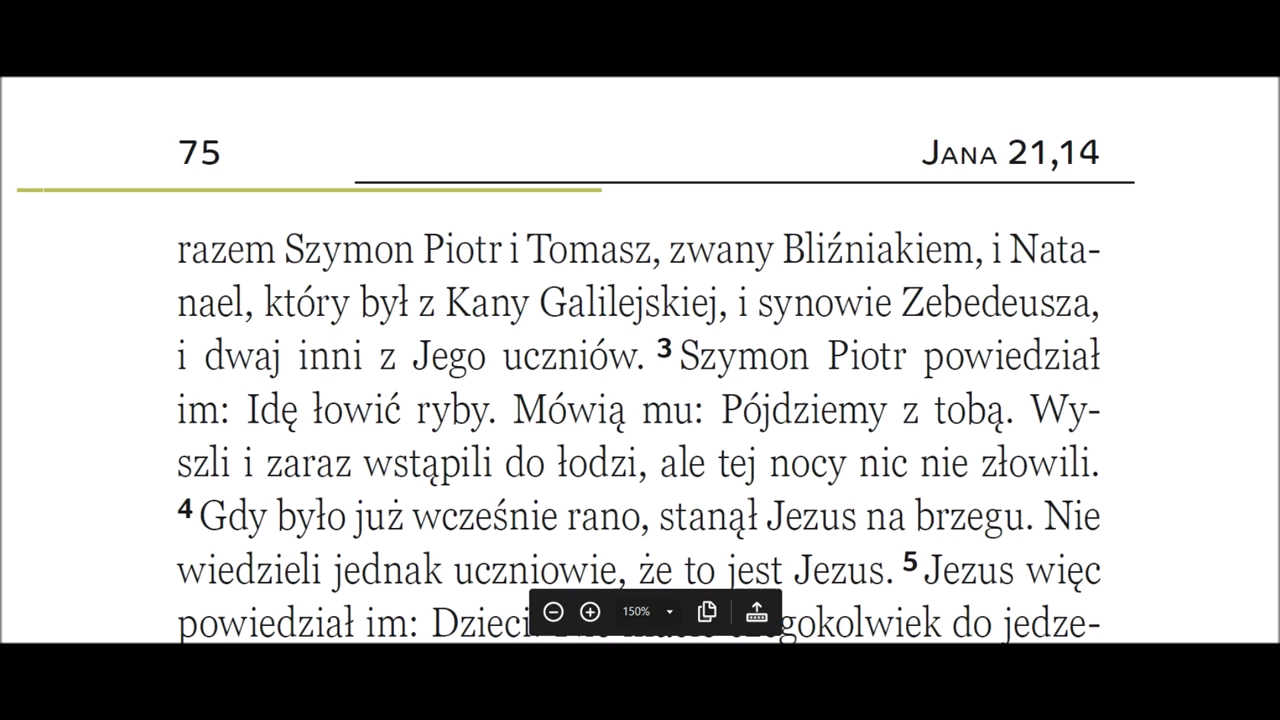 75 Jana 21,14
razem Szymon Piotr i Tomasz, zwany Bliźniakiem, i Nata-
nael, który był z Kany Galilejskiej, i synowie Zebedeusza,
i dwaj inni z Jego uczniów. 3 Szymon Piotr powiedział
im: Idę łowić ryby. Mówią mu: Pójdziemy z tobą. Wy-
szli i zaraz wstąpili do łodzi, ale tej nocy nic nie złowili.
4 Gdy było już wcześnie rano, stanął Jezus na brzegu. Nie
wiedzieli jednak uczniowie, że to jest Jezus. 5 Jezus więc
powiedział im: Dzieci do jedze-
150%